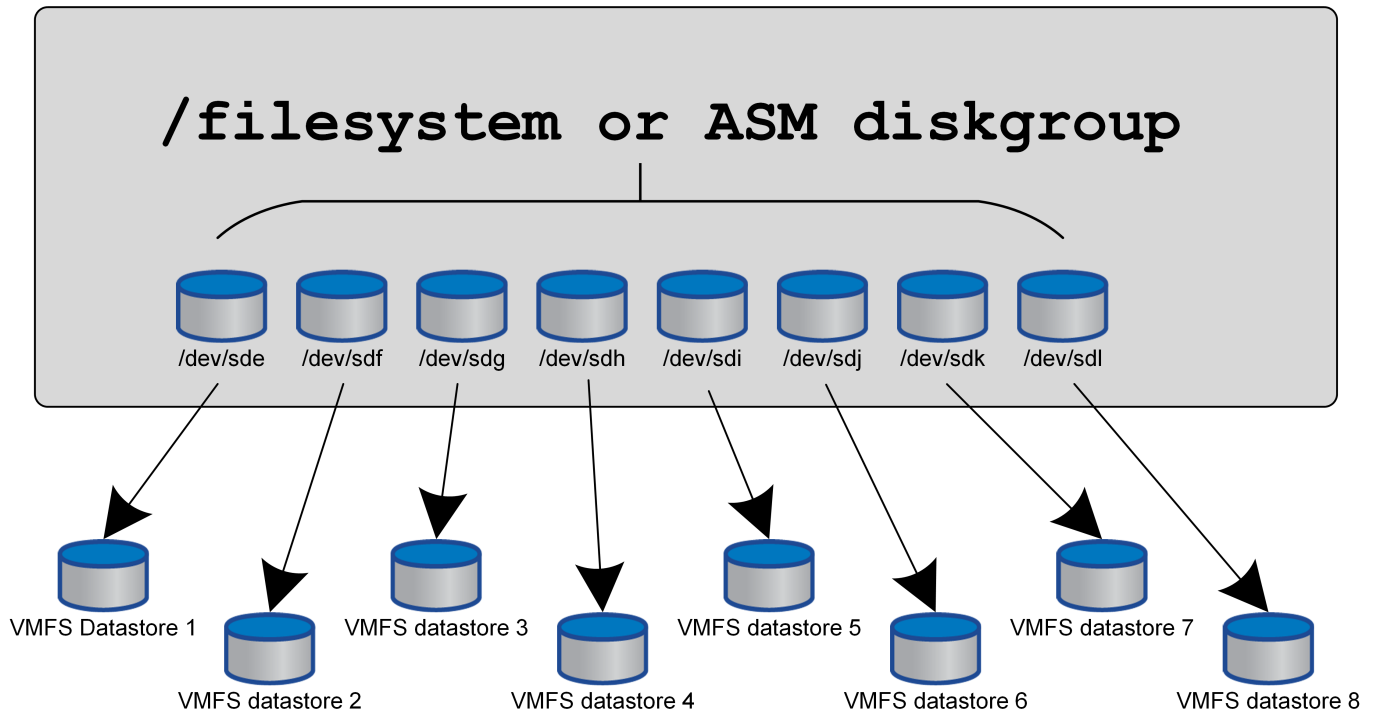 /filesystem or ASM diskgroup
/dev/sde /dev/sdf /dev/sdg /dev/sdh /dev/sdi /dev/sdj /dev/sdk /dev/sdl
VMFS Datastore 1 VMFS datastore 3 VMFS datastore 5 VMFS datastore 7
VMFS datastore 2 VMFS datastore 4 VMFS datastore 6 VMFS datastore 8